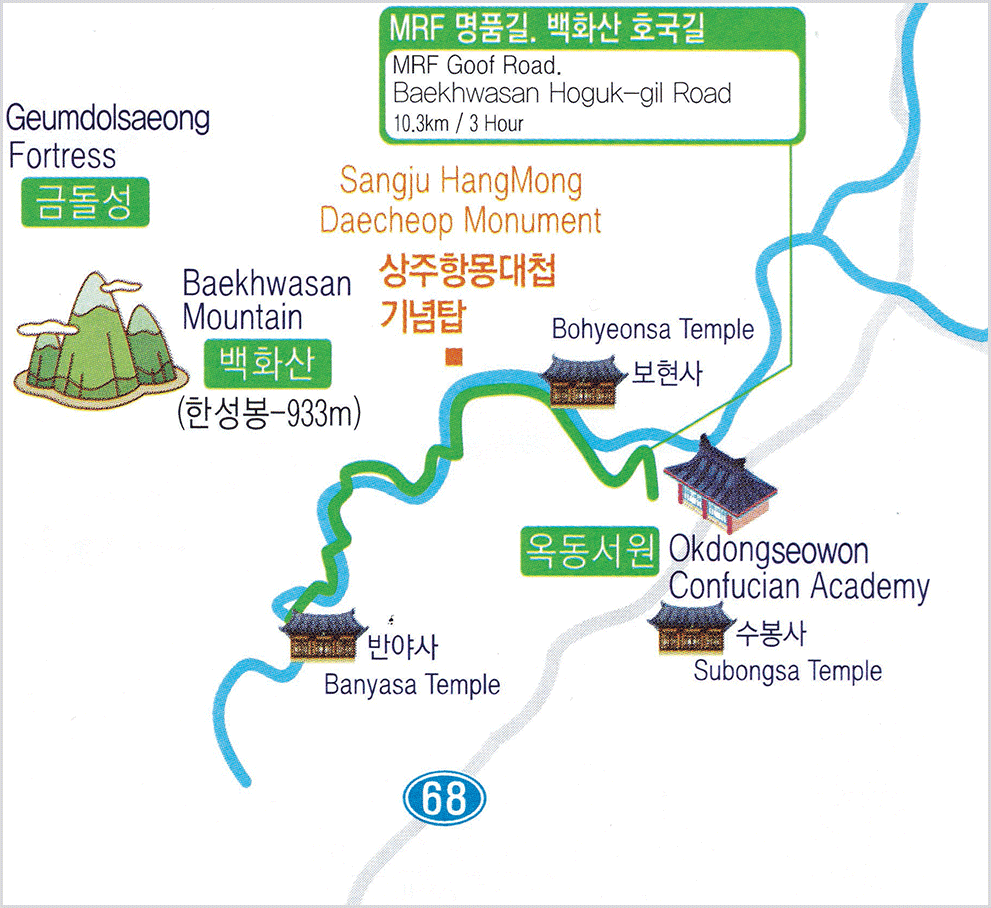 MRF 명품길. 백화산 호국길
MRF Goof Road.
Baekhwasan Hoguk-gil Road
10.3km / 3 Hour
Geumdolsaeong
Fortress
금돌성
Sangju HangMong
Daecheop Monument
상주항몽대첩
기념탑
Baekhwasan
Mountain
백화산
(한성봉-933m)
Bohyeonsa Temple
보현사
옥동서원
Okdongseowon
Confucian Academy
수봉사
Subongsa Temple
반야사
Banyasa Temple
68